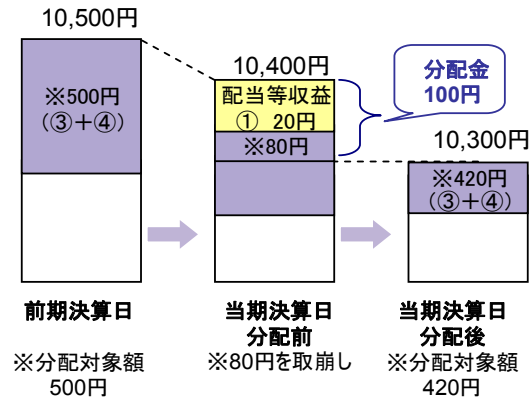 10,500円
※500円
(③+④)
10,400円
配当等収益
① 20円
※80円
分配金
100円
10,300円
※420円
(③+④)
前期決算日
当期決算日
分配前
当期決算日
分配後
※分配対象額
500円
※80円を取崩し
※分配対象額
420円